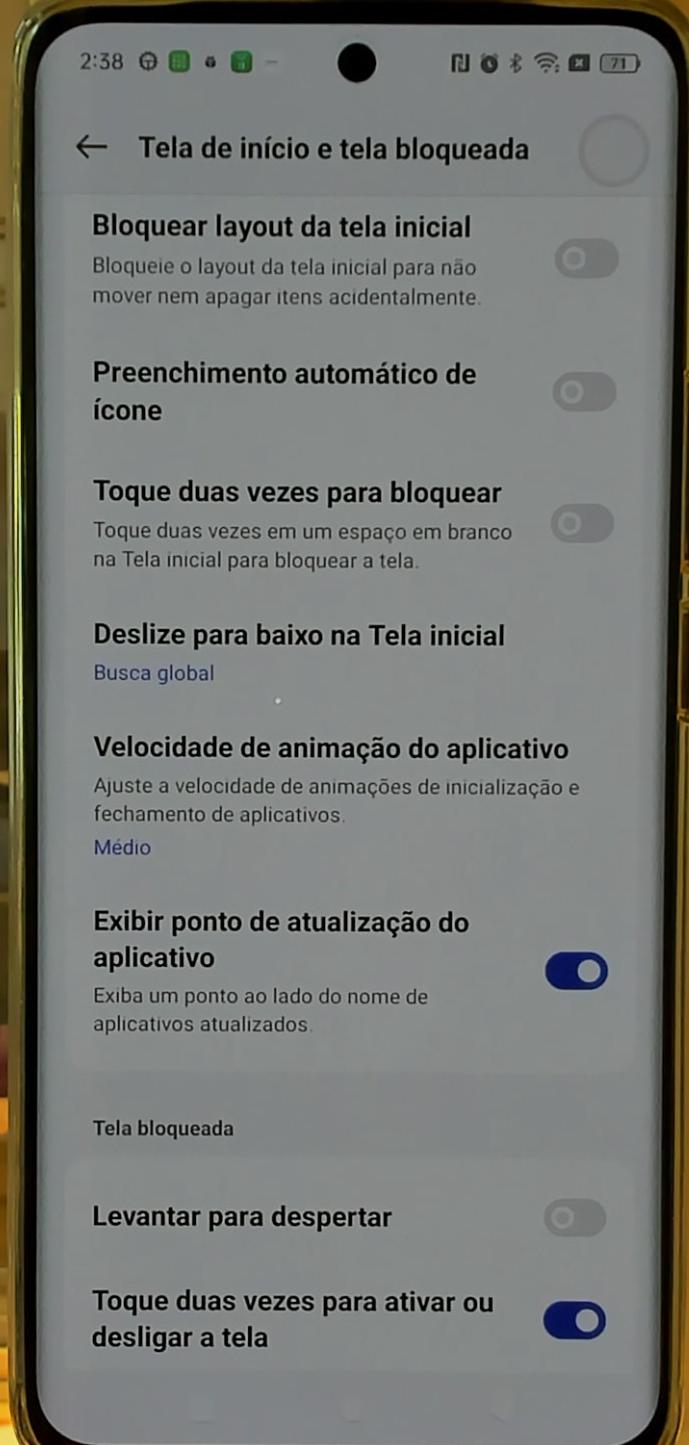 2:38 71
Tela de início e tela bloqueada
Bloquear layout da tela inicial
Bloqueie o layout da tela inicial para não
mover nem apagar itens acidentalmente.
Preenchimento automático de
ícone
Toque duas vezes para bloquear
Toque duas vezes em um espaço em branco
na Tela inicial para bloquear a tela.
Deslize para baixo na Tela inicial
Busca global
Velocidade de animação do aplicativo
Ajuste a velocidade de animações de inicialização e
fechamento de aplicativos.
Médio
Exibir ponto de atualização do
aplicativo
Exiba um ponto ao lado do nome de
aplicativos atualizados.
Tela bloqueada
Levantar para despertar
Toque duas vezes para ativar ou
desligar a tela